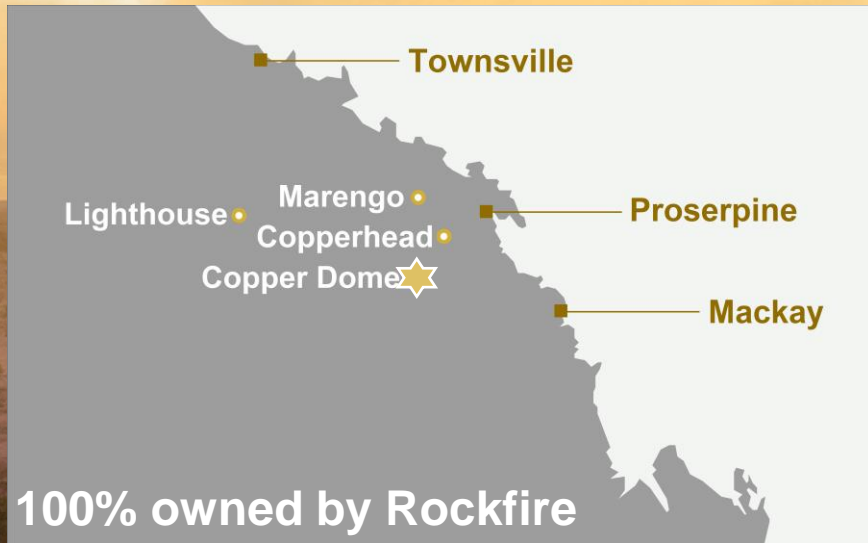 Townsville
Marengo
Lighthouse
Proserpine
Copperhead
Copper Dome
Mackay
100% owned by Rockfire